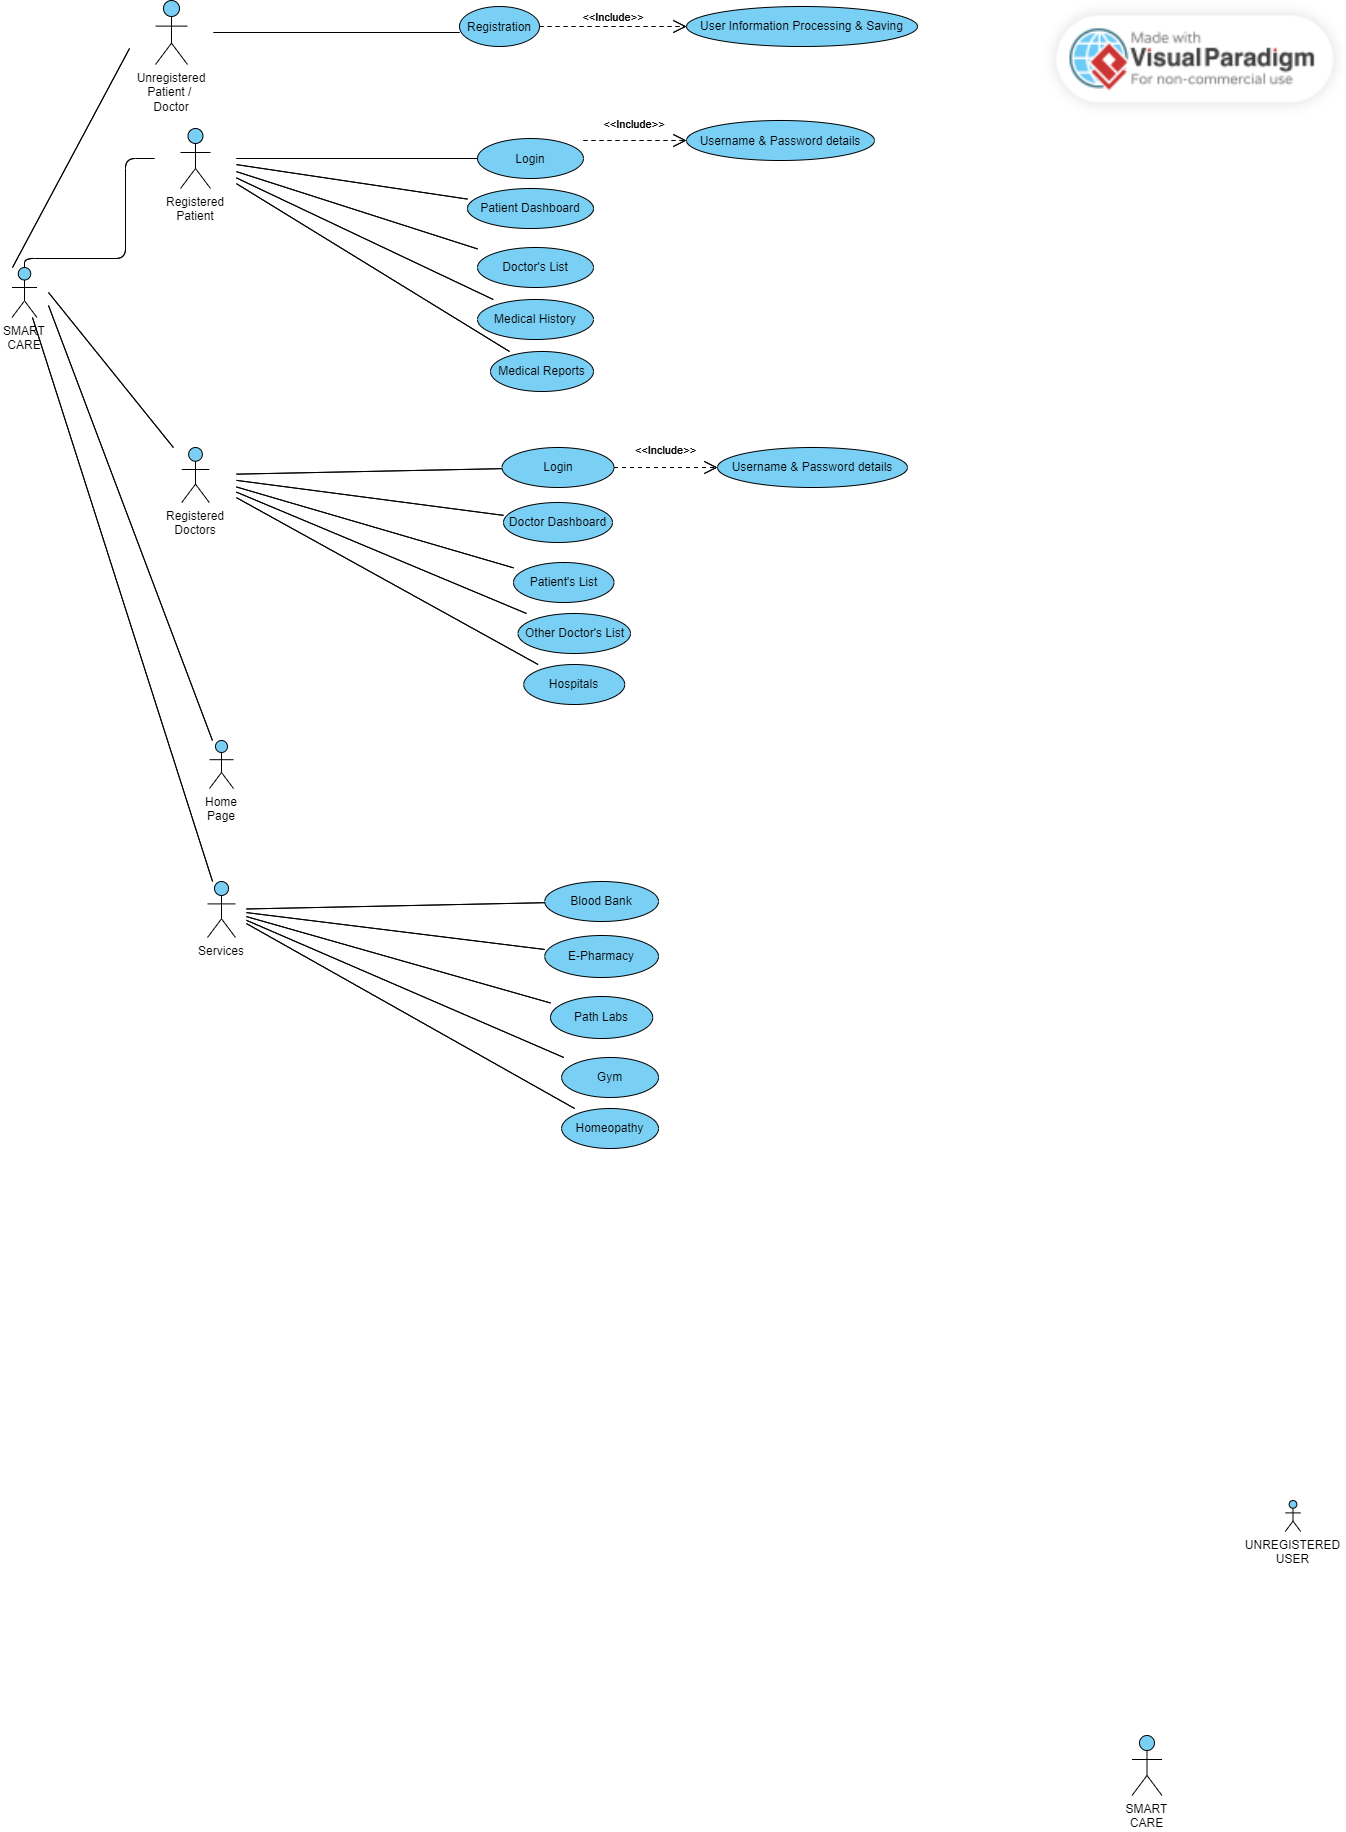 <<Include>>
Registration
User Information Processing & Saving
Made with
Visual Paradigm
For non-commercial use
Unregistered
Patient /
Doctor
<<Include>>
Username & Password details
Login
Registered
Patient
Patient Dashboard
Doctor's List
Medical History
SMART
CARE
Medical Reports
<<Include>>
Login
Username & Password details
Registered
Doctors
Doctor Dashboard
Patient's List
Other Doctor's List
Hospitals
Home
Page
Blood Bank
Services
E-Pharmacy
Path Labs
Gym
Homeopathy
UNREGISTERED
USER
SMART
CARE